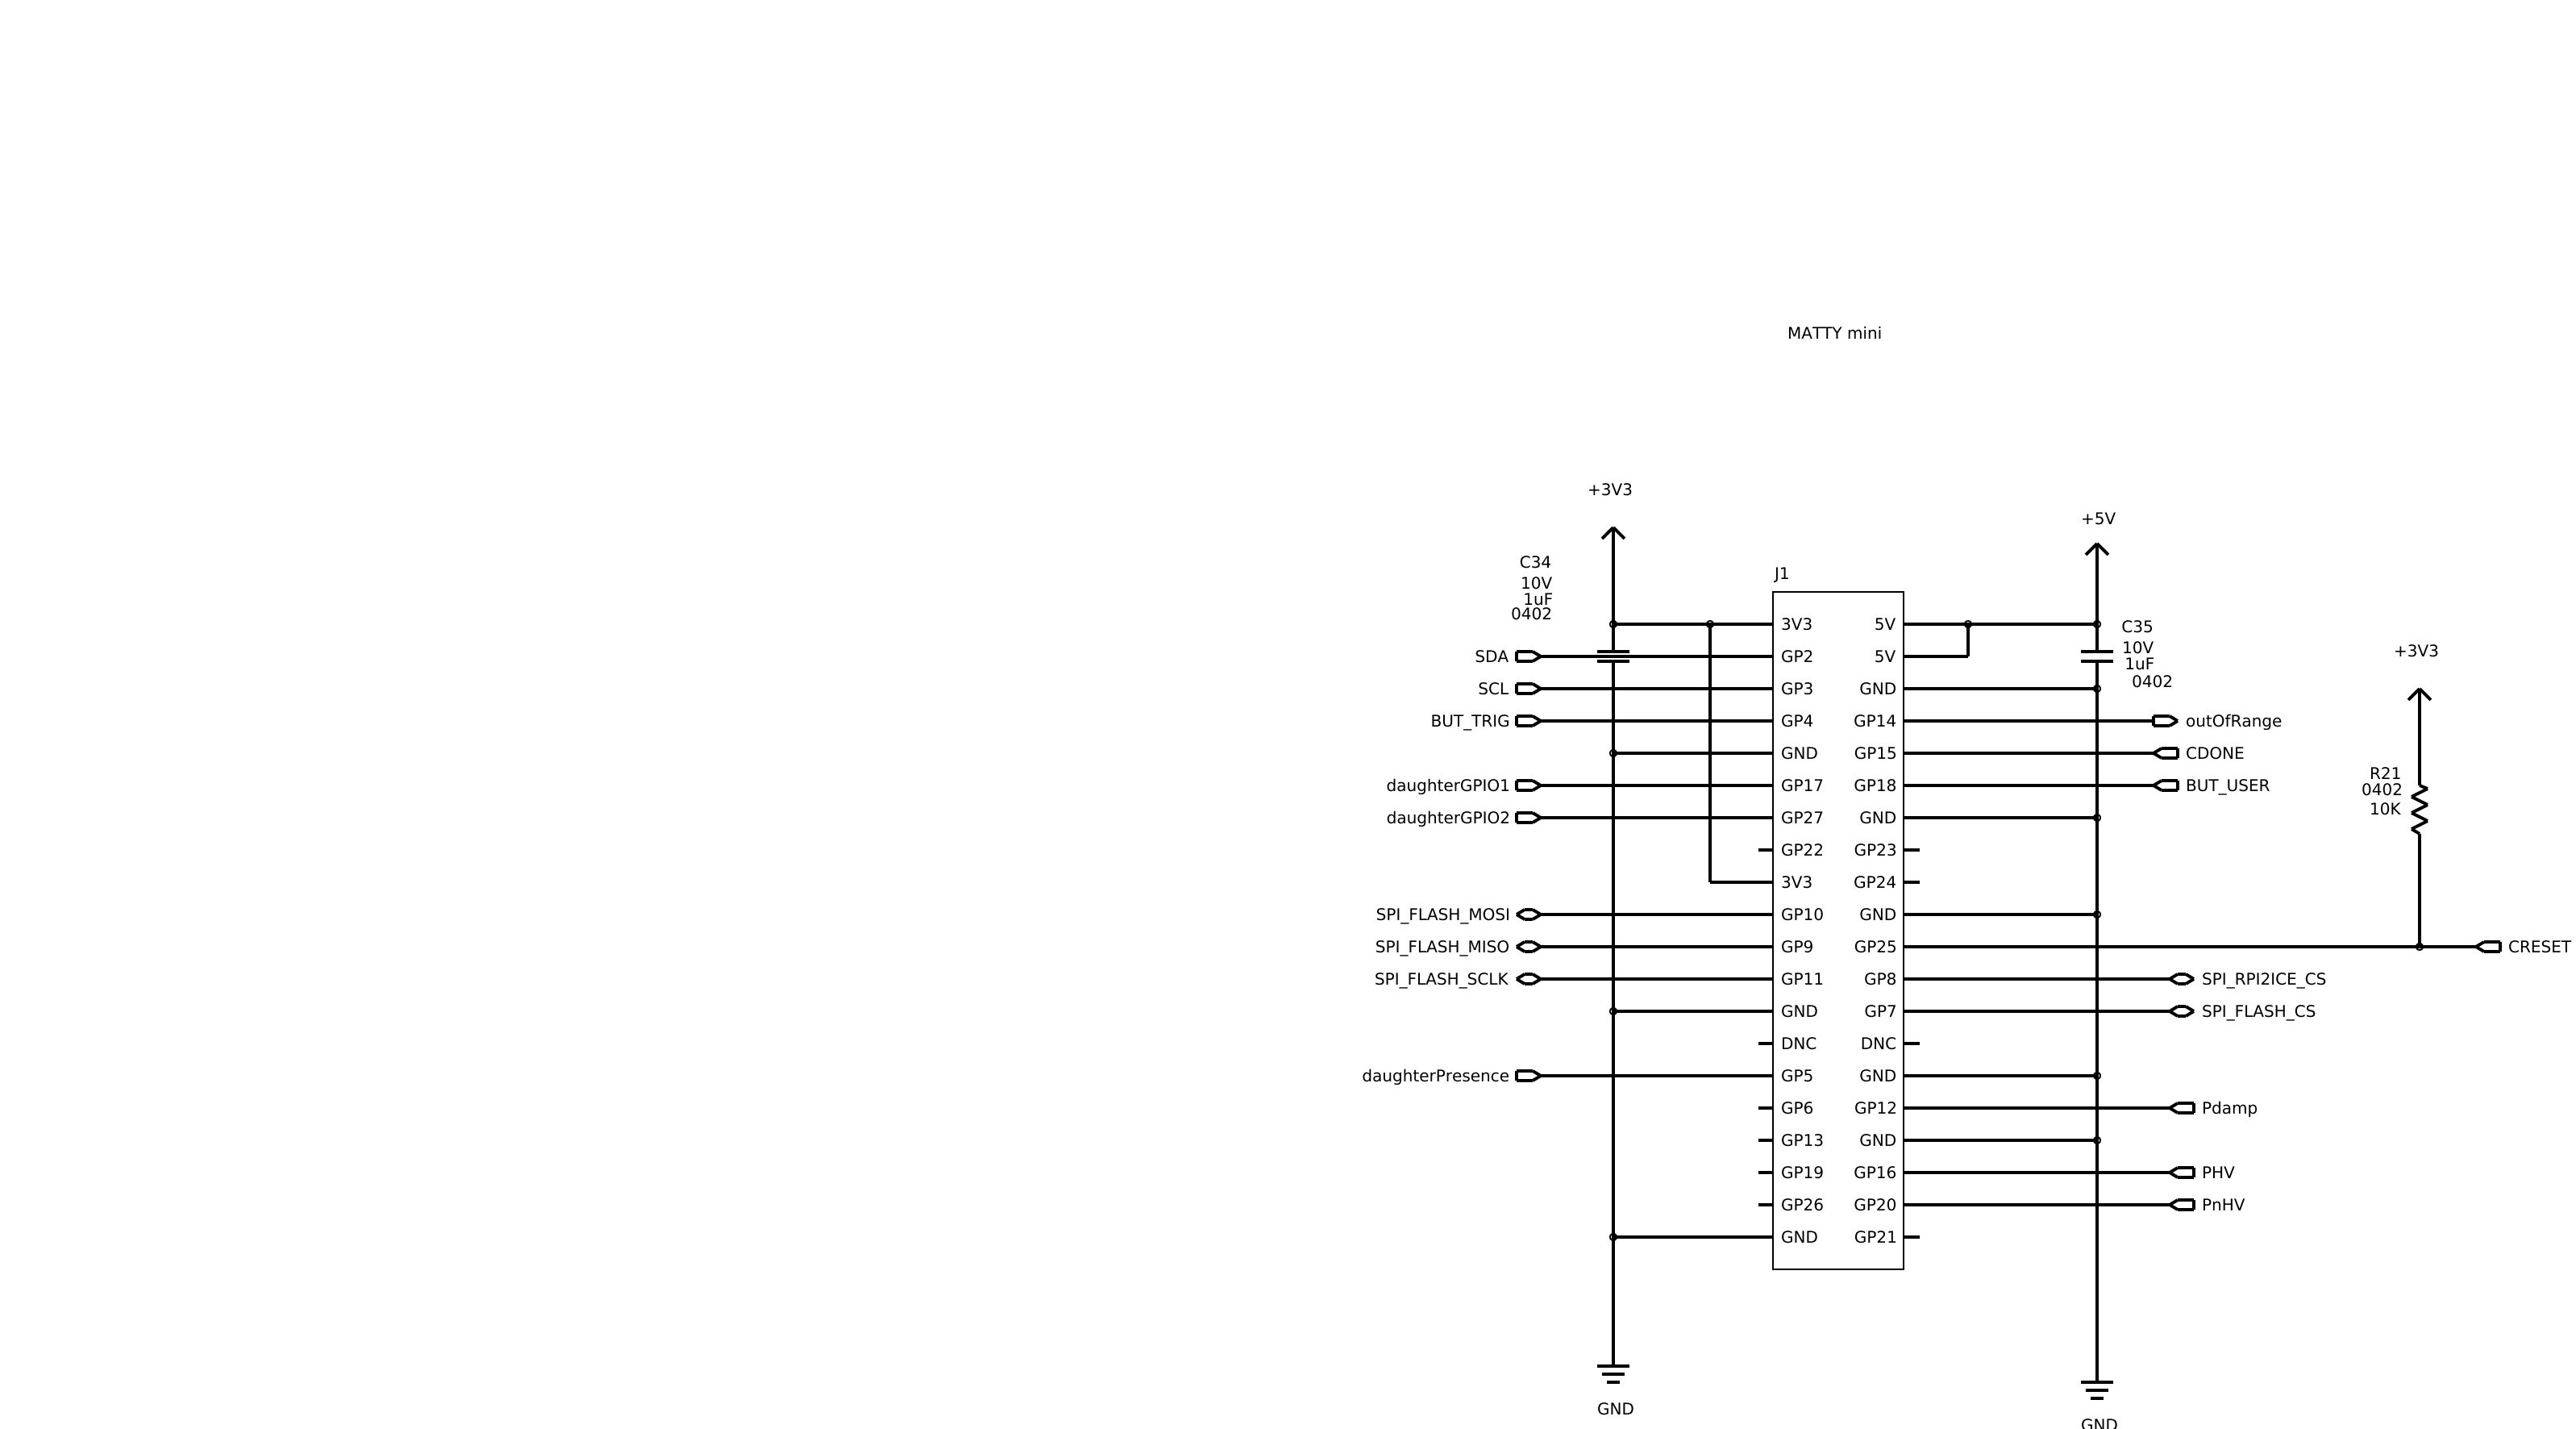 MATTY mini
+3V3
+5V
C34
10V
1uF
0402
J1
C35
10V
1uF
0402
+3V3
3V3 5V
SDA GP2 5V
SCL GP3 GND
BUT_TRIG GP4 GP14 outOfRange
GND GP15 CDONE
daughterGPIO1 GP17 GP18 BUT_USER
R21
0402
10K
daughterGPIO2 GP27 GND
GP22 GP23
3V3 GP24
SPI_FLASH_MOSI GP10 GND
SPI_FLASH_MISO GP9 GP25 CRESET
SPI_FLASH_SCLK GP11 GP8 SPI_RPI2ICE_CS
GND GP7 SPI_FLASH_CS
DNC DNC
daughterPresence GP5 GND
GP6 GP12 Pdamp
GP13 GND
GP19 GP16 PHV
GP26 GP20 PnHV
GND GP21
GND
GND